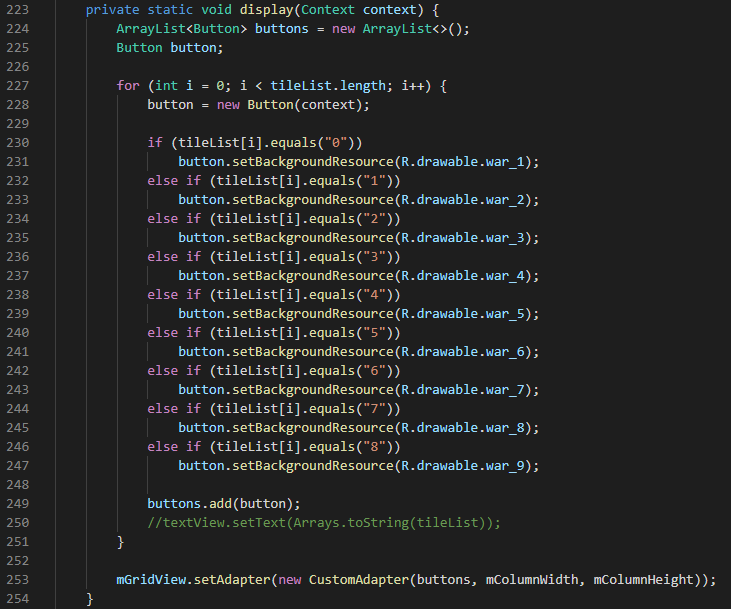 223 private static void display(Context context) {
224 ArrayList<Button> buttons = new ArrayList<>();
225 Button button;
226
227 for (int i = 0; i < tileList.length; i++) {
228 button = new Button(context);
229
230 if (tileList[i].equals("0"))
231 button.setBackgroundResource(R.drawable.war_1);
232 else if (tileList[i].equals("1"))
233 button.setBackgroundResource(R.drawable.war_2);
234 else if (tileList[i].equals("2"))
235 button.setBackgroundResource(R.drawable.war_3);
236 else if (tileList[i].equals("3"))
237 button.setBackgroundResource(R.drawable.war_4);
238 else if (tileList[i].equals("4"))
239 button.setBackgroundResource(R.drawable.war_5);
240 else if (tileList[i].equals("5"))
241 button.setBackgroundResource(R.drawable.war_6);
242 else if (tileList[i].equals("6"))
243 button.setBackgroundResource(R.drawable.war_7);
244 else if (tileList[i].equals("7"))
245 button.setBackgroundResource(R.drawable.war_8);
246 else if (tileList[i].equals("8"))
247 button.setBackgroundResource(R.drawable.war_9);
248
249 buttons.add(button);
250 //textView.setText(Arrays.toString(tileList));
251 }
252
253 mGridView.setAdapter(new CustomAdapter(buttons, mColumnWidth, mColumnHeight));
254 }